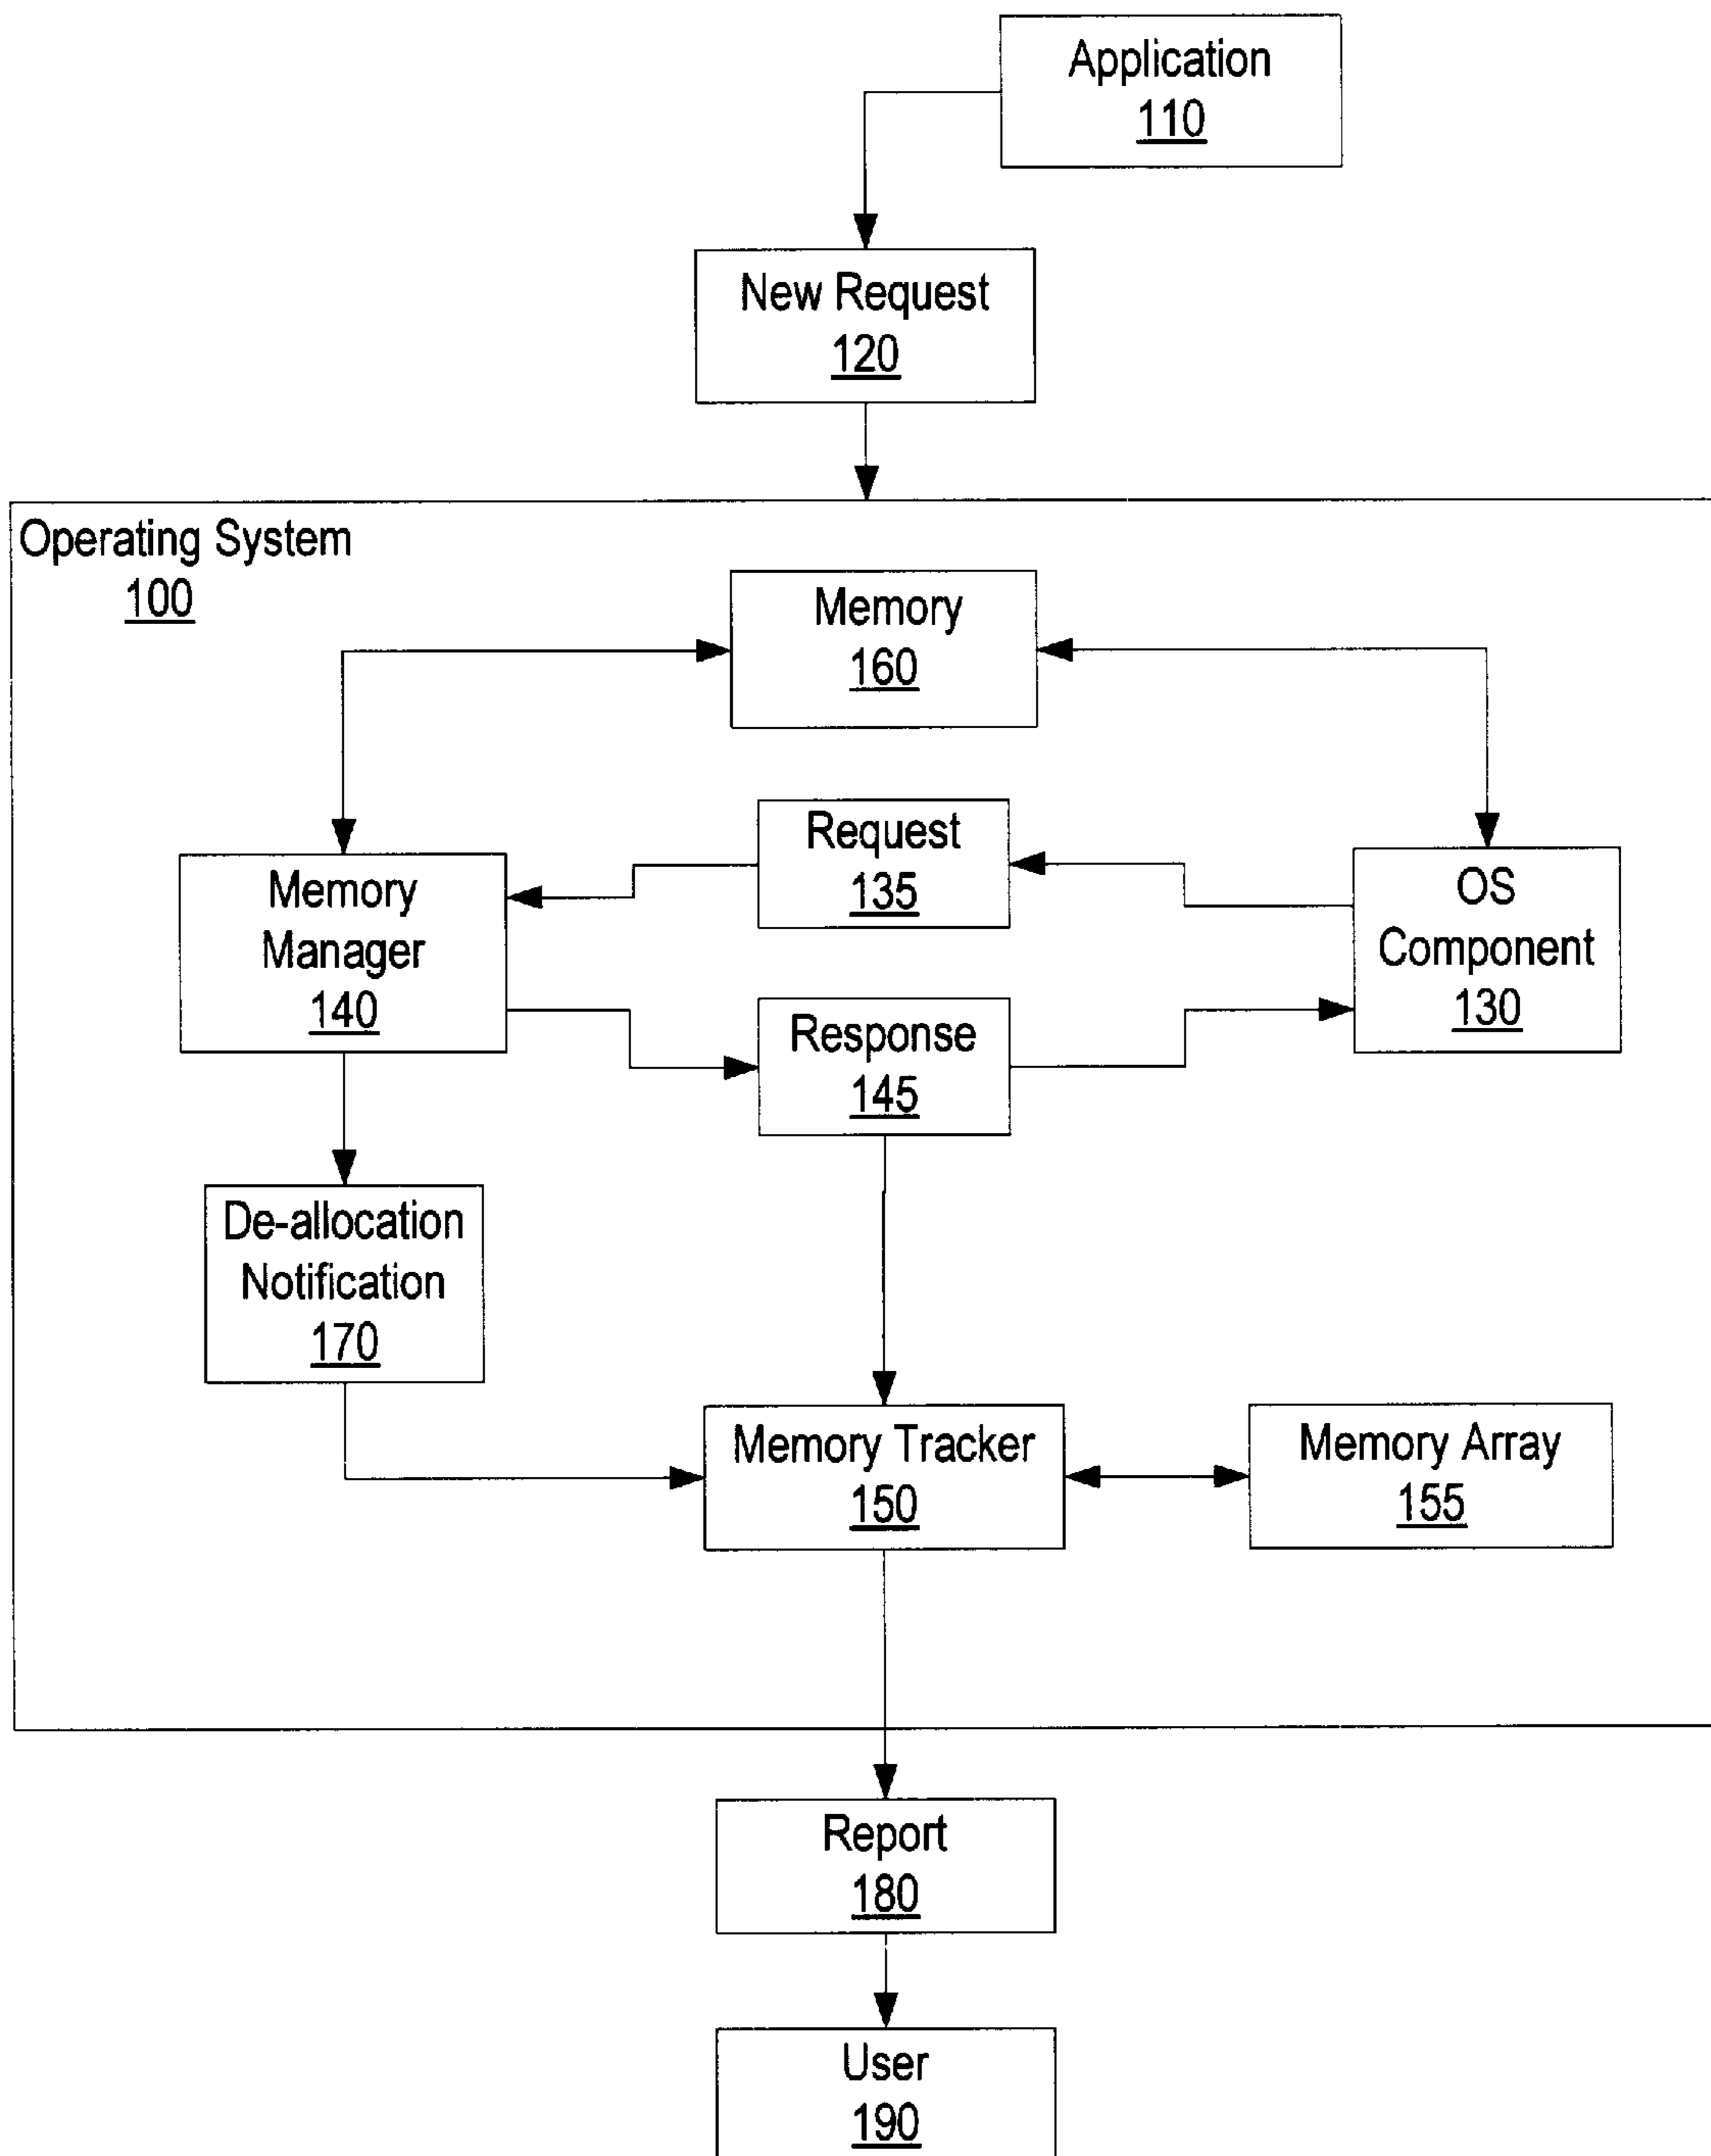 Application
110
New Request
120
Operating System
100
Memory
160
Request
135
Memory
Manager
140
OS
Component
130
Response
145
De-allocation
Notification
170
Memory Tracker
150
Memory Array
155
Report
180
User
190